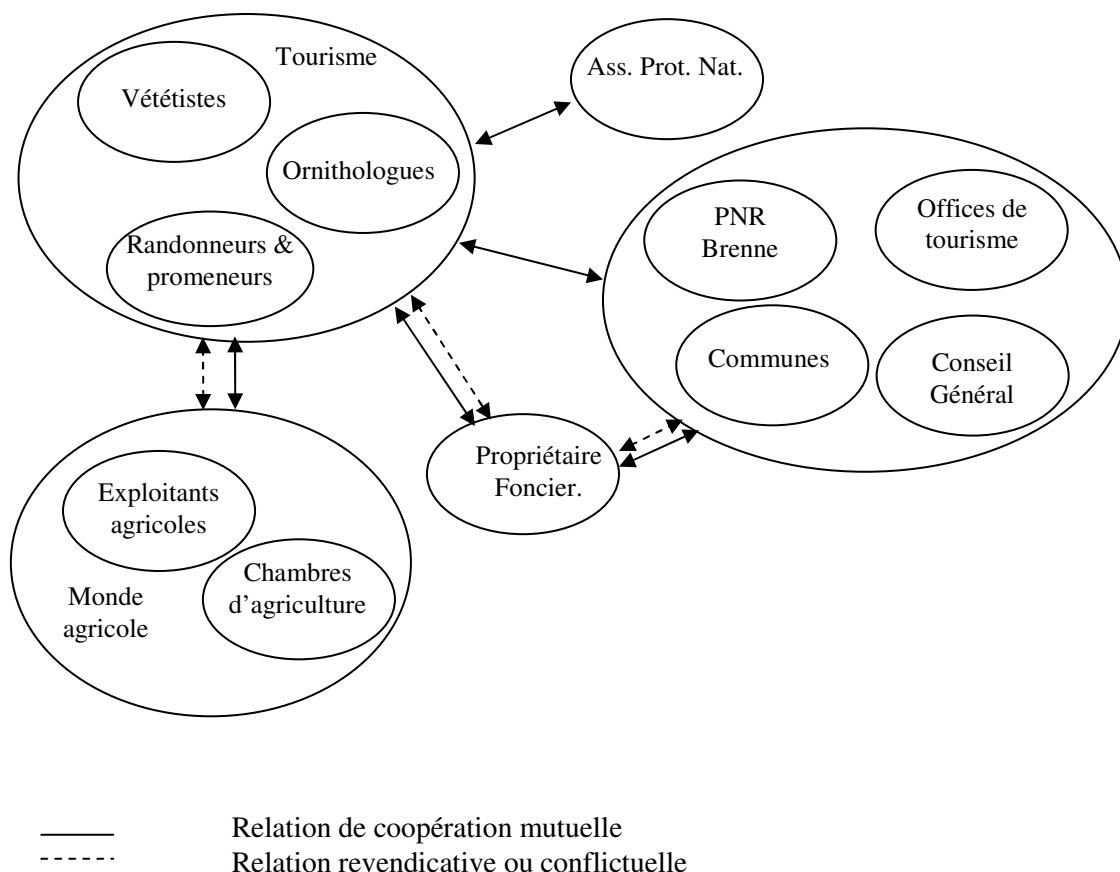 Tourisme
Ass. Prot. Nat.
Vététistes
Ornithologues
Randonneurs &
promeneurs
PNR
Brenne
Offices de
tourisme
Communes
Conseil
Général
Propriétaire
Foncier.
Exploitants
agricoles
Chambres
d’agriculture
Monde
agricole
Relation de coopération mutuelle
Relation revendicative ou conflictuelle